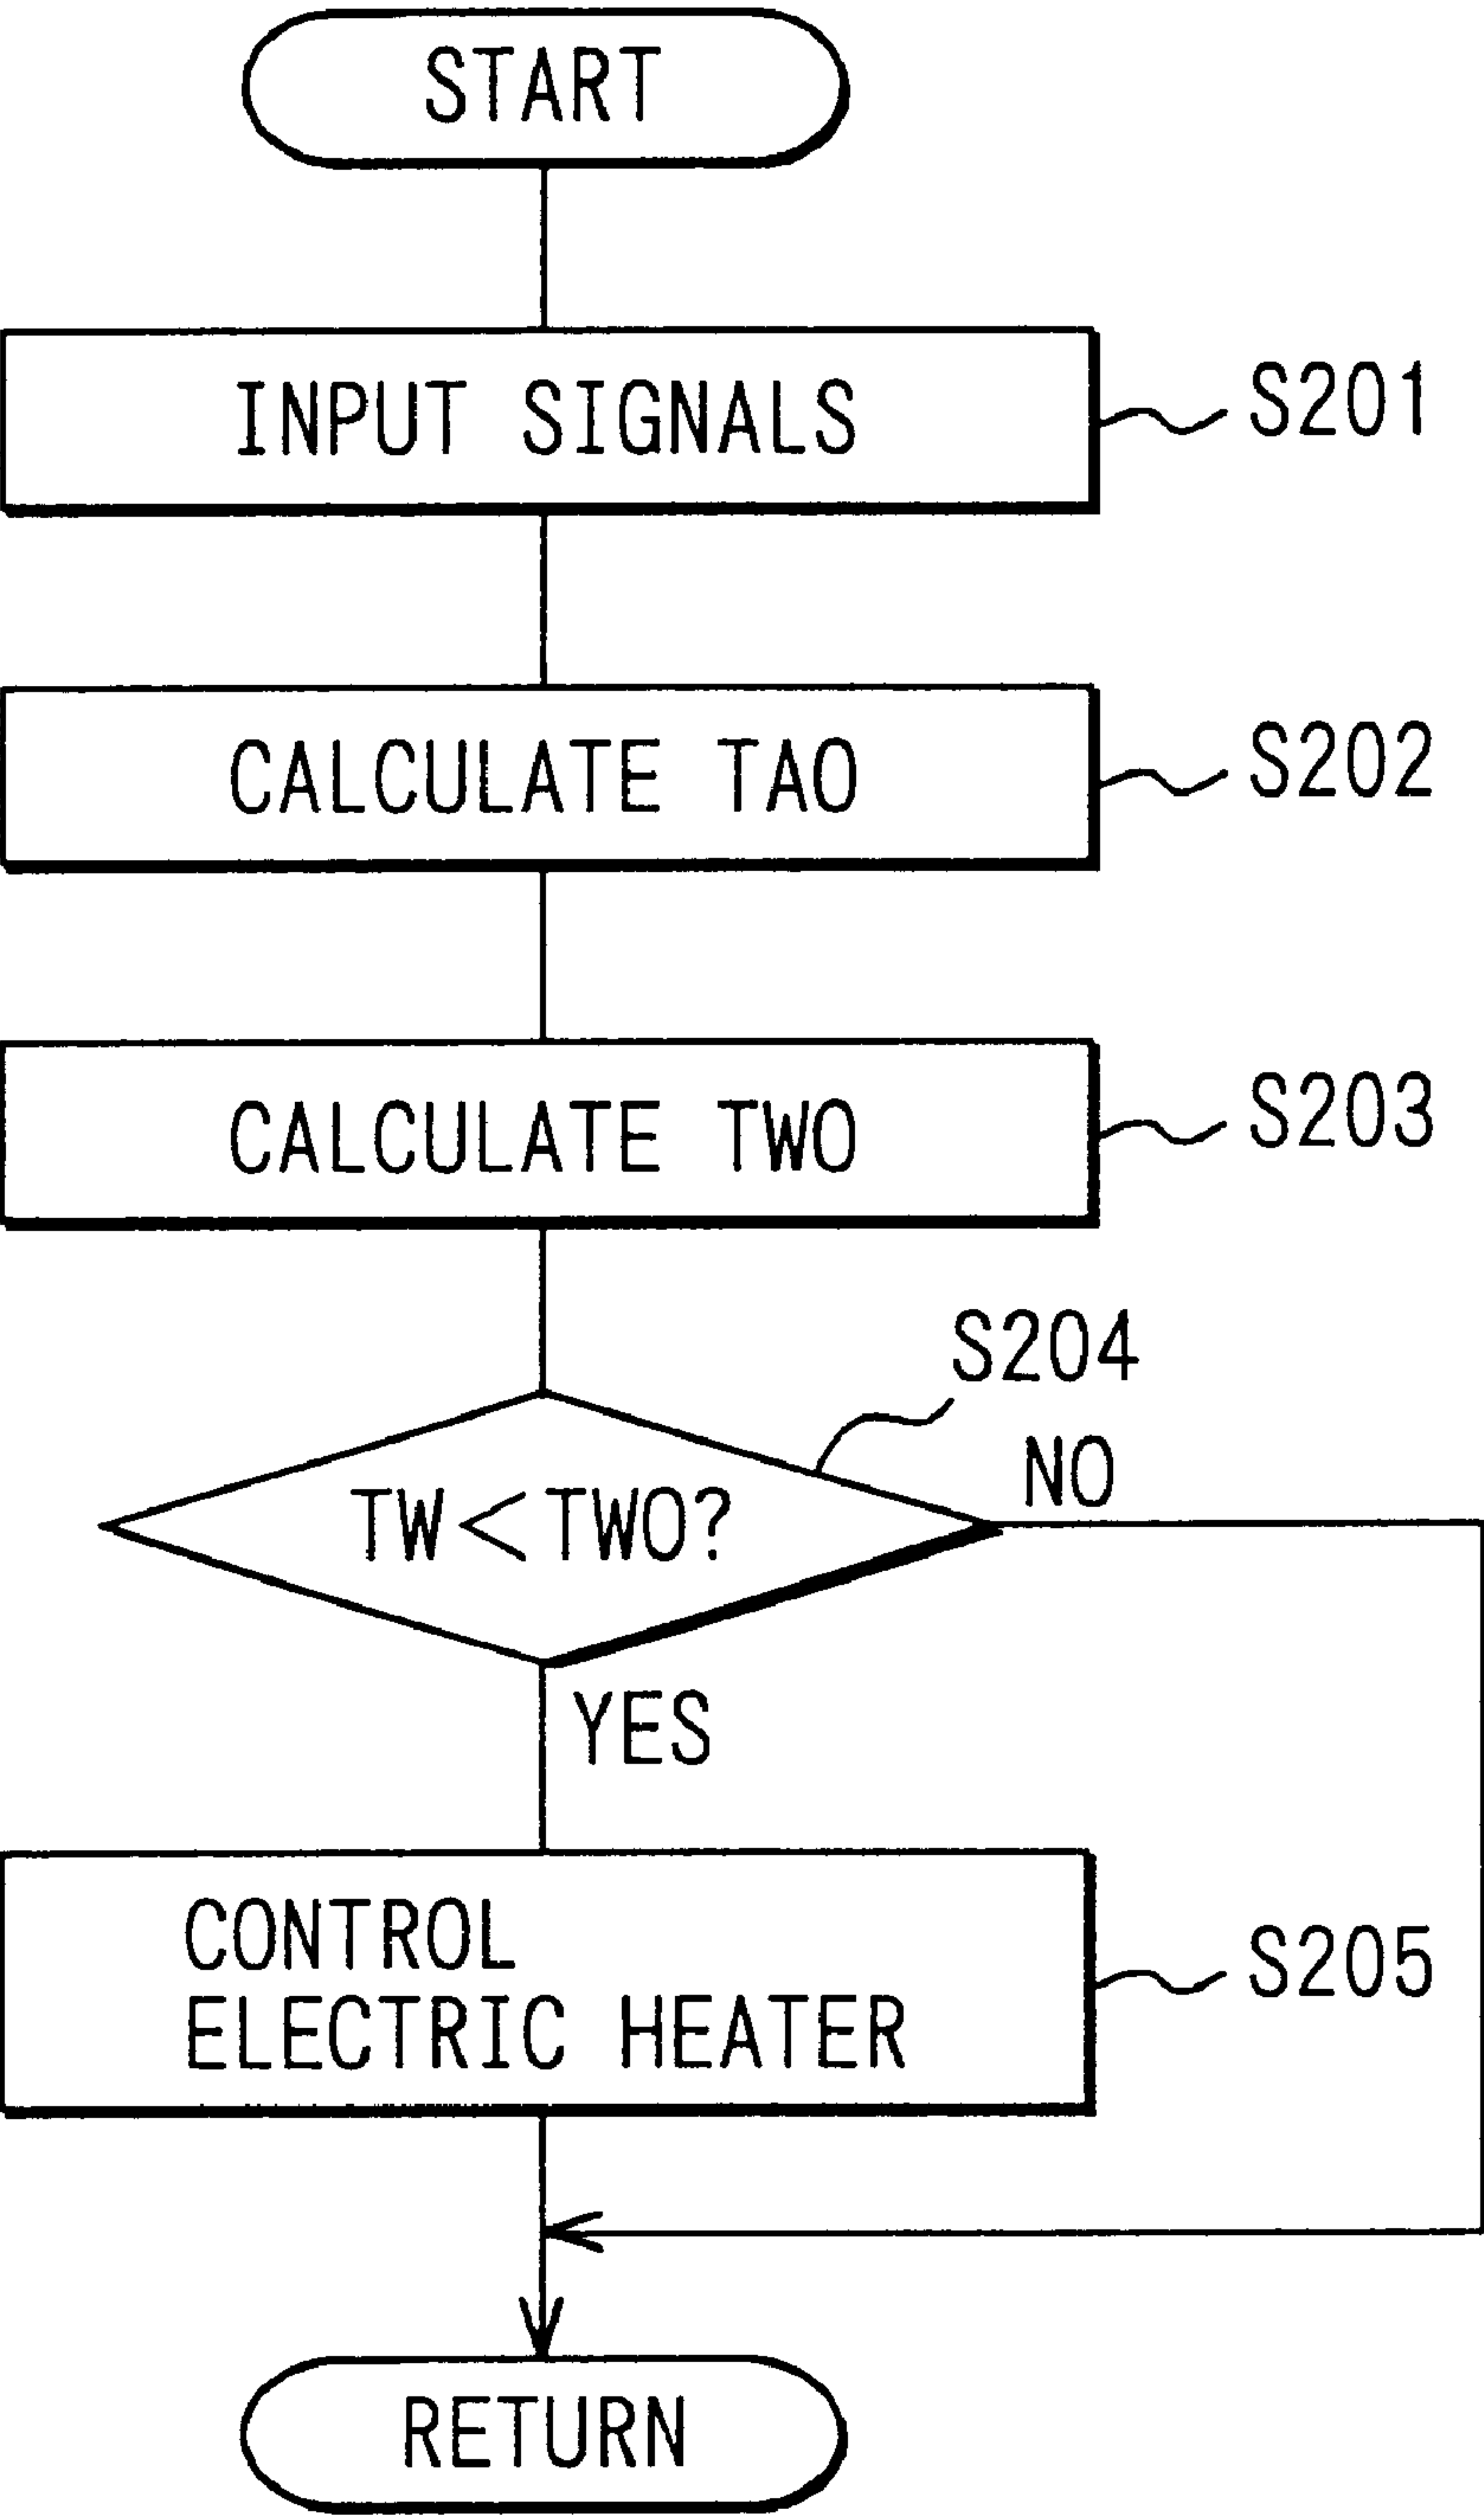 START
INPUT SIGNALS
S201
CALCULATE TAO
S202
CALCULATE TWO
S203
S204
NO
TW<TWO?
YES
CONTROL
ELECTRIC HEATER
S205
RETURN